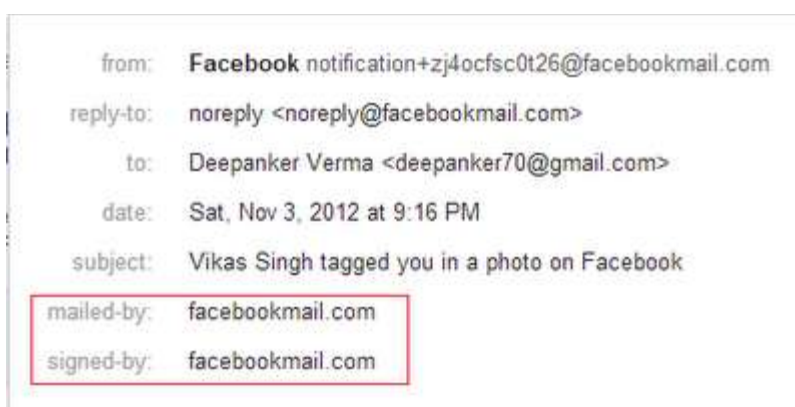 from: Facebook notification+zj4ocfsc0t26@facebookmail.com
reply-to: noreply <noreply@facebookmail.com>
to: Deepanker Verma <deepanker70@gmail.com>
date: Sat, Nov 3, 2012 at 9:16 PM
subject: Vikas Singh tagged you in a photo on Facebook
mailed-by: facebookmail.com
signed-by: facebookmail.com